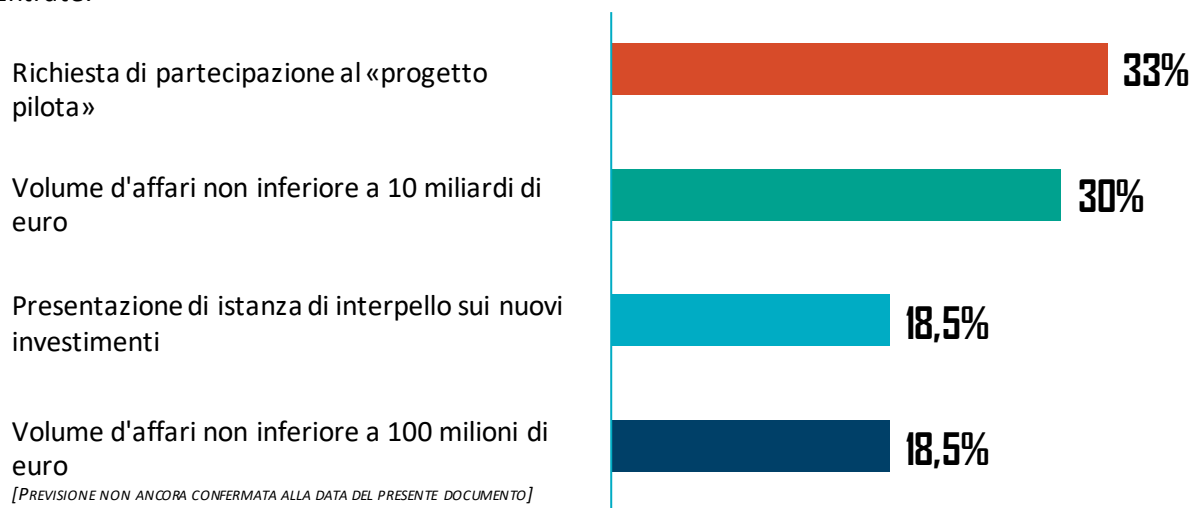 Entrate.
Richiesta di partecipazione al «progetto
pilota»
33%
Volume d'affari non inferiore a 10 miliardi di
euro
30%
Presentazione di istanza di interpello sui nuovi
investimenti
18,5%
Volume d'affari non inferiore a 100 milioni di
euro
18,5%
[PREVISIONE NON ANCORA CONFERMATA ALLA DATA DEL PRESENTE DOCUMENTO]